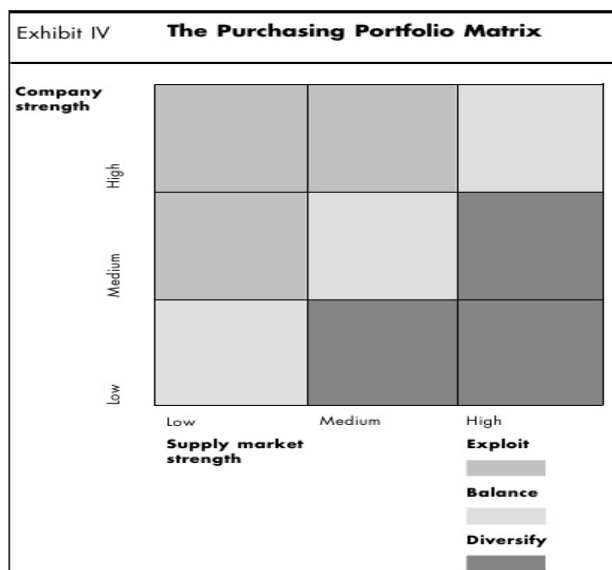 Exhibit IV The Purchasing Portfolio Matrix
Company
strength
High
Medium
Low
Low Medium High
Supply market
strength
Exploit
Balance
Diversify